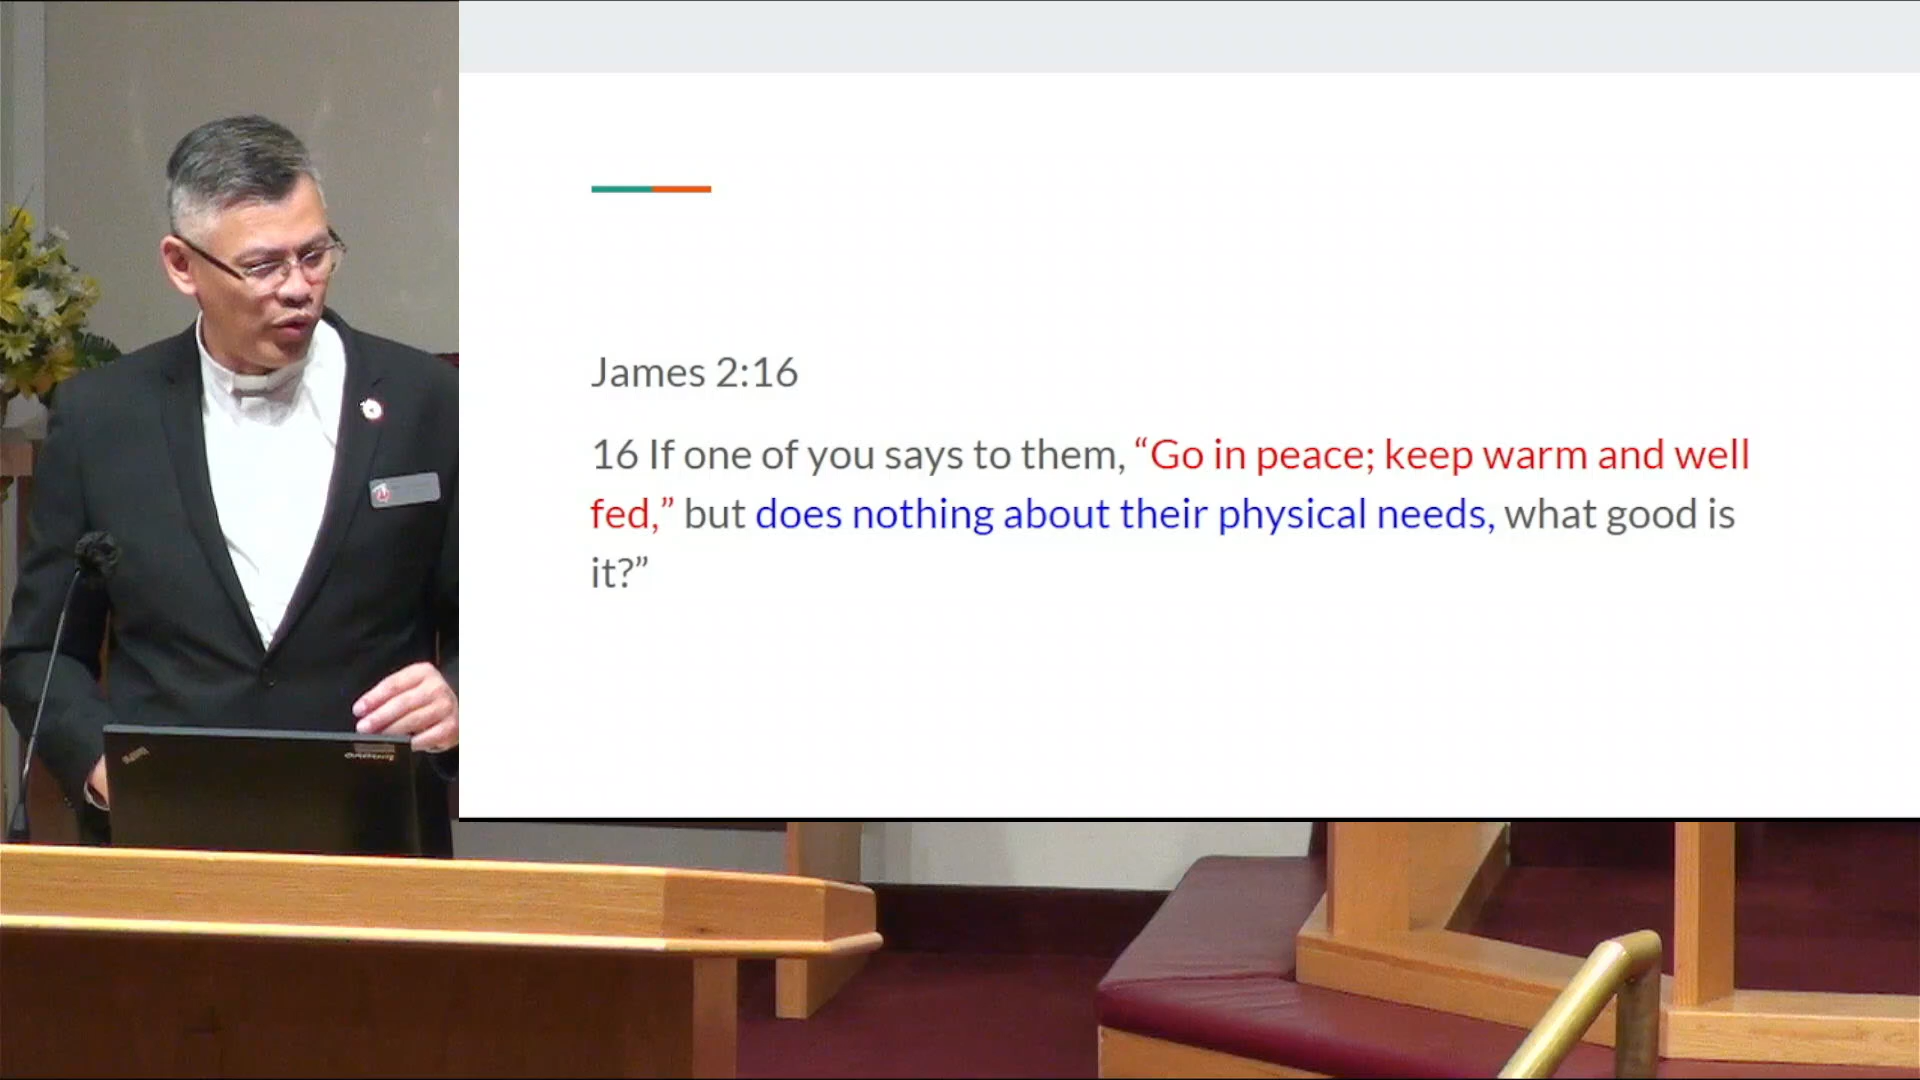 James 2:16
16 If one of you says to them, “Go in peace; keep warm and well
fed,” but does nothing about their physical needs, what good is
it?”